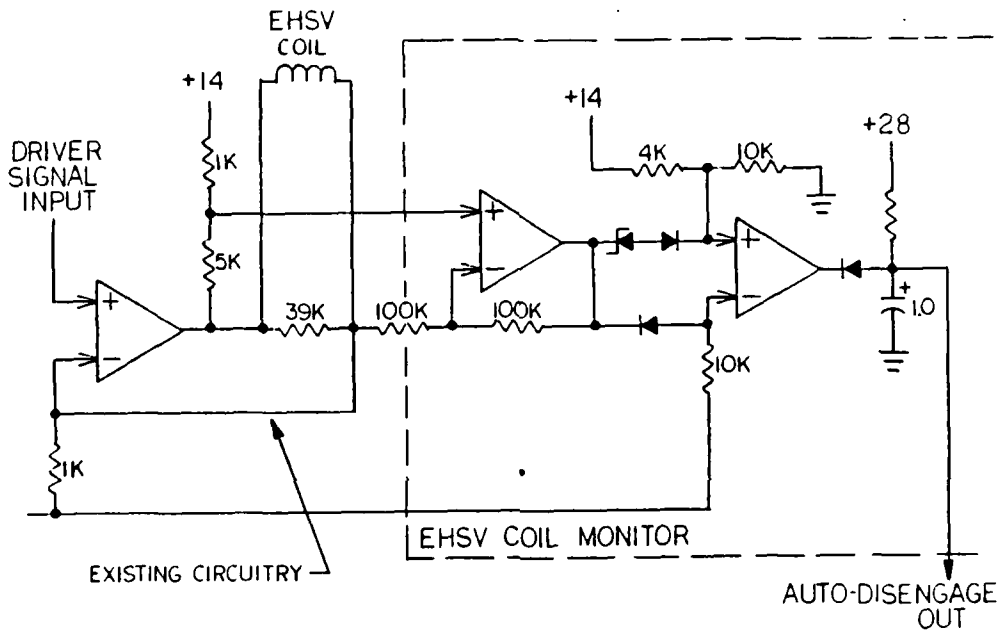 EHSV
COIL
+14
1K
DRIVER
SIGNAL
INPUT
+
−
5K
39K
1K
EXISTING CIRCUITRY
+14
4K
10K
+28
+
−
100K
100K
+
−
10K
+
1.0
EHSV COIL MONITOR
AUTO-DISENGAGE
OUT